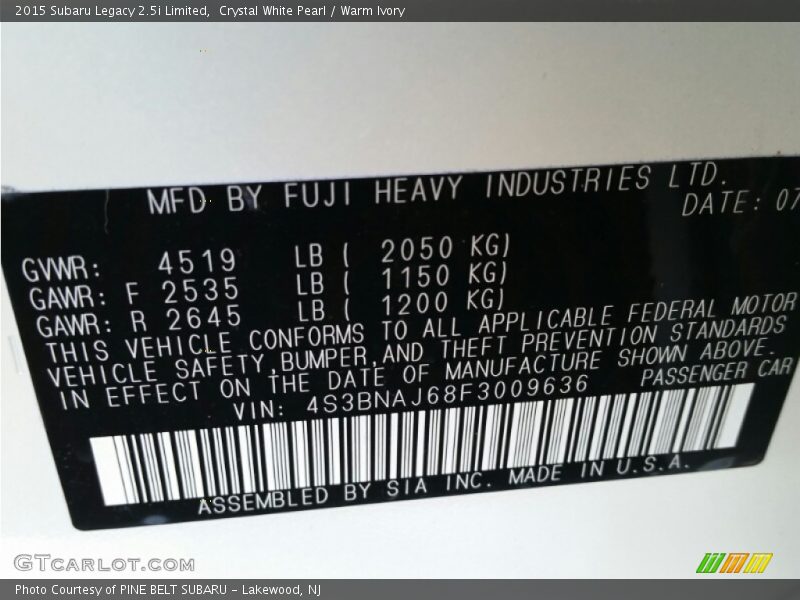 2015 Subaru Legacy 2.5i Limited,  Crystal White Pearl / Warm Ivory
MFD BY FUJI HEAVY INDUSTRIES LTD.
DATE: 07
GVWR: 4519 LB ( 2050 KG)
GAWR: F 2535 LB ( 1150 KG)
GAWR: R 2645 LB ( 1200 KG)
THIS VEHICLE CONFORMS TO ALL APPLICABLE FEDERAL MOTOR
VEHICLE SAFETY,BUMPER,AND THEFT PREVENTION STANDARDS
IN EFFECT ON THE DATE OF MANUFACTURE SHOWN ABOVE.
VIN: 4S3BNAJ68F3009636 PASSENGER CAR
ASSEMBLED BY SIA INC. MADE IN U.S.A.
GTCARLOT.COM
Photo Courtesy of PINE BELT SUBARU - Lakewood, NJ